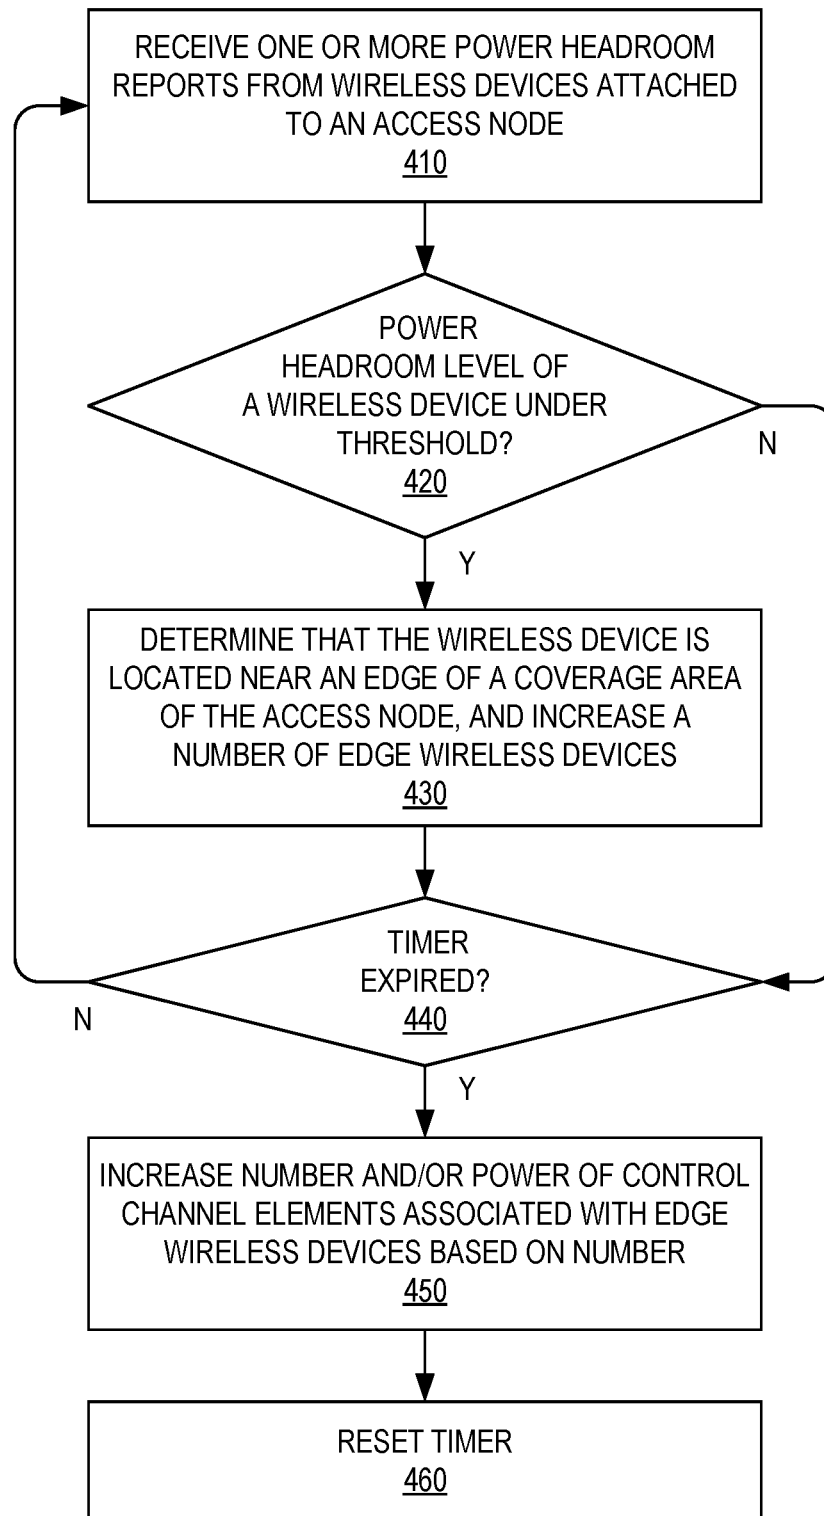 RECEIVE ONE OR MORE POWER HEADROOM
REPORTS FROM WIRELESS DEVICES ATTACHED
TO AN ACCESS NODE
410
POWER
HEADROOM LEVEL OF
A WIRELESS DEVICE UNDER
THRESHOLD?
420
N
Y
DETERMINE THAT THE WIRELESS DEVICE IS
LOCATED NEAR AN EDGE OF A COVERAGE AREA
OF THE ACCESS NODE, AND INCREASE A
NUMBER OF EDGE WIRELESS DEVICES
430
TIMER
EXPIRED?
440
N
Y
INCREASE NUMBER AND/OR POWER OF CONTROL
CHANNEL ELEMENTS ASSOCIATED WITH EDGE
WIRELESS DEVICES BASED ON NUMBER
450
RESET TIMER
460